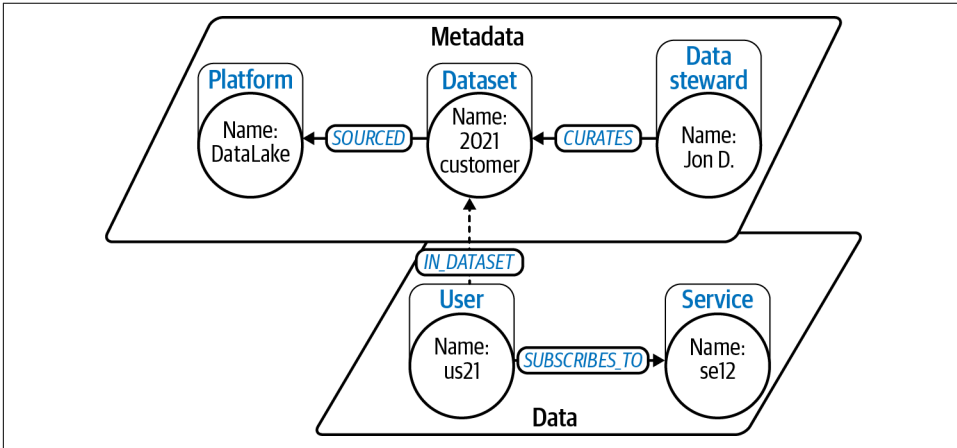 Metadata
Platform
Name:
DataLake
SOURCED
Dataset
Name:
2021
customer
CURATES
Data
steward
Name:
Jon D.
IN_DATASET
User
Name:
us21
SUBSCRIBES_TO
Service
Name:
se12
Data